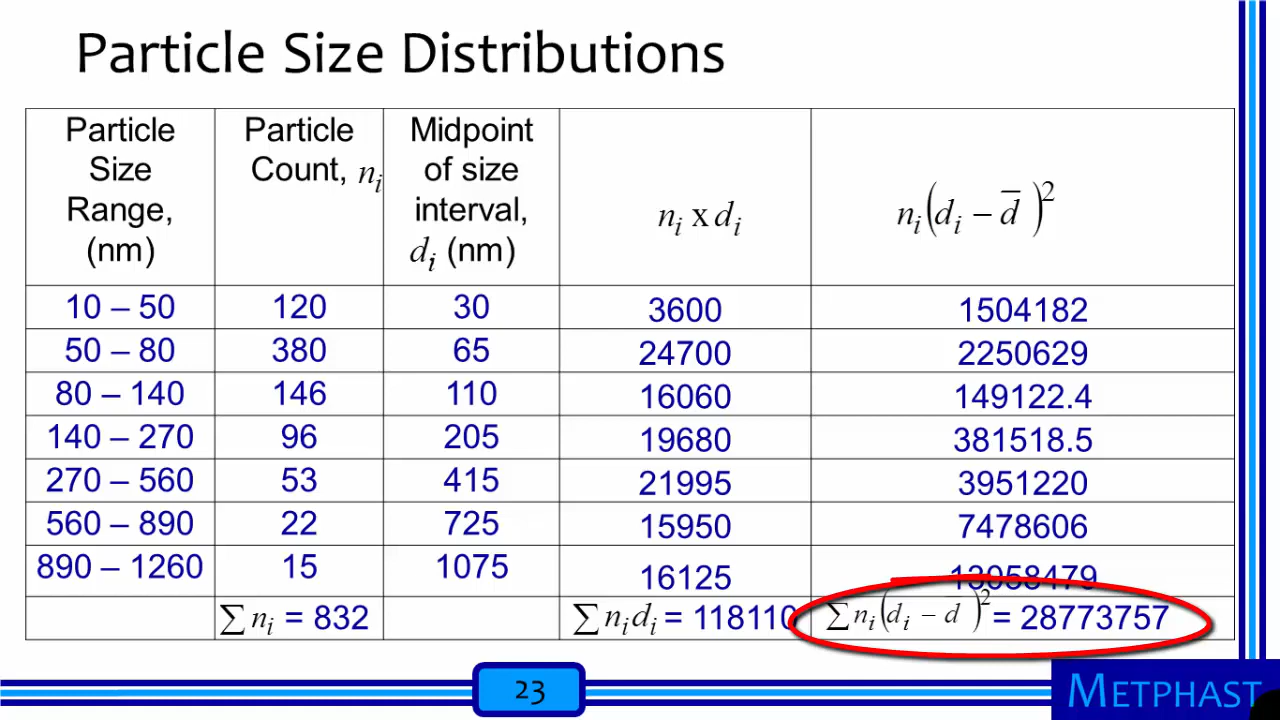 Particle Size Distributions
Particle Size Range, (nm) | Particle Count, nᵢ | Midpoint of size interval, dᵢ (nm) | nᵢ x dᵢ | nᵢ(dᵢ − d̅)²
10 – 50 | 120 | 30 | 3600 | 1504182
50 – 80 | 380 | 65 | 24700 | 2250629
80 – 140 | 146 | 110 | 16060 | 149122.4
140 – 270 | 96 | 205 | 19680 | 381518.5
270 – 560 | 53 | 415 | 21995 | 3951220
560 – 890 | 22 | 725 | 15950 | 7478606
890 – 1260 | 15 | 1075 | 16125 | 13058479
∑nᵢ = 832 | ∑nᵢdᵢ = 118110 | ∑nᵢ(dᵢ − d̅)² = 28773757
23
METPHAST